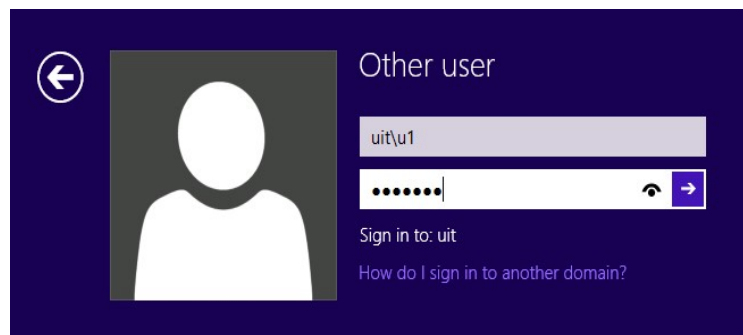 Other user
uit\u1
•••••••
Sign in to: uit
How do I sign in to another domain?